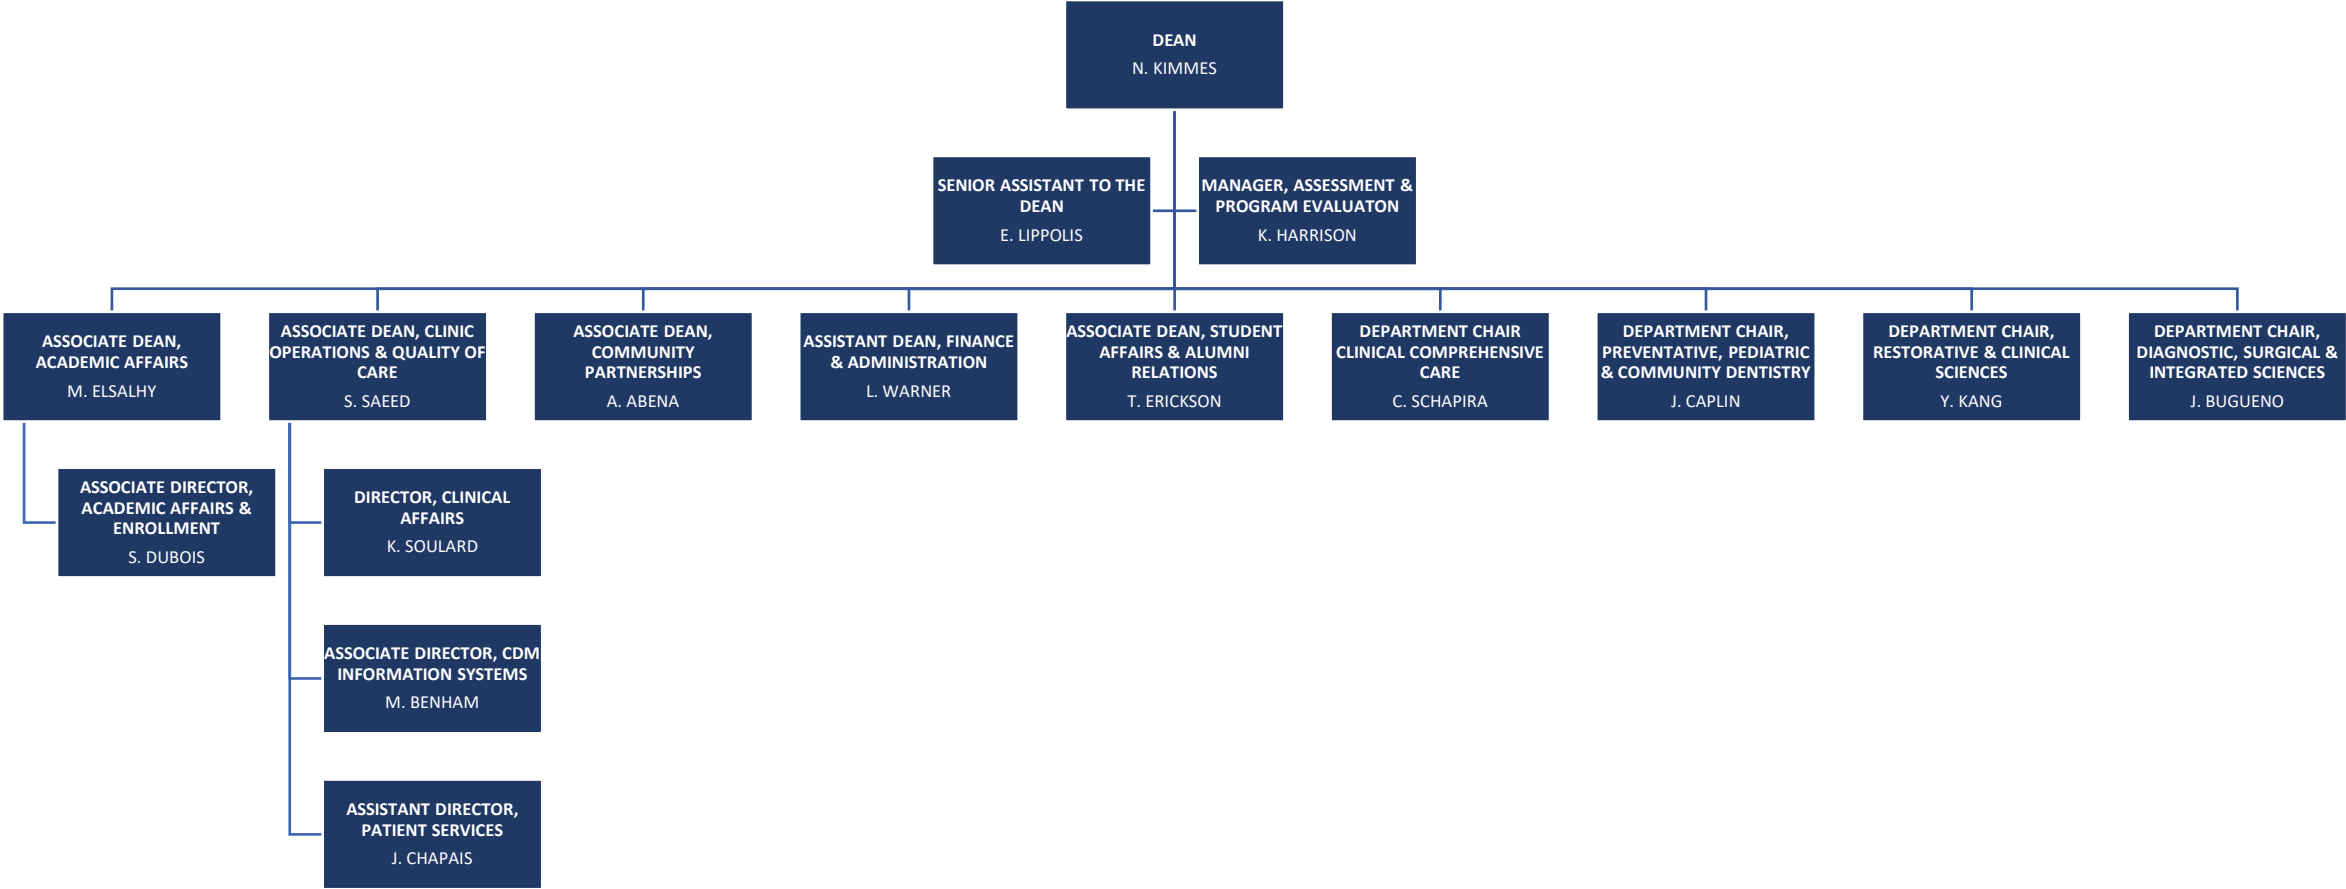 DEAN
N. KIMMES
SENIOR ASSISTANT TO THE
DEAN
E. LIPPOLIS
MANAGER, ASSESSMENT &
PROGRAM EVALUATON
K. HARRISON
ASSOCIATE DEAN,
ACADEMIC AFFAIRS
M. ELSALHY
ASSOCIATE DEAN, CLINIC
OPERATIONS & QUALITY OF
CARE
S. SAEED
ASSOCIATE DEAN,
COMMUNITY
PARTNERSHIPS
A. ABENA
ASSISTANT DEAN, FINANCE
& ADMINISTRATION
L. WARNER
ASSOCIATE DEAN, STUDENT
AFFAIRS & ALUMNI
RELATIONS
T. ERICKSON
DEPARTMENT CHAIR
CLINICAL COMPREHENSIVE
CARE
C. SCHAPIRA
DEPARTMENT CHAIR,
PREVENTATIVE, PEDIATRIC
& COMMUNITY DENTISTRY
J. CAPLIN
DEPARTMENT CHAIR,
RESTORATIVE & CLINICAL
SCIENCES
Y. KANG
DEPARTMENT CHAIR,
DIAGNOSTIC, SURGICAL &
INTEGRATED SCIENCES
J. BUGUENO
ASSOCIATE DIRECTOR,
ACADEMIC AFFAIRS &
ENROLLMENT
S. DUBOIS
DIRECTOR, CLINICAL
AFFAIRS
K. SOULARD
ASSOCIATE DIRECTOR, CDM
INFORMATION SYSTEMS
M. BENHAM
ASSISTANT DIRECTOR,
PATIENT SERVICES
J. CHAPAIS